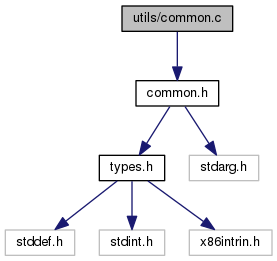 utils/common.c
common.h
types.h
stdarg.h
stddef.h
stdint.h
x86intrin.h